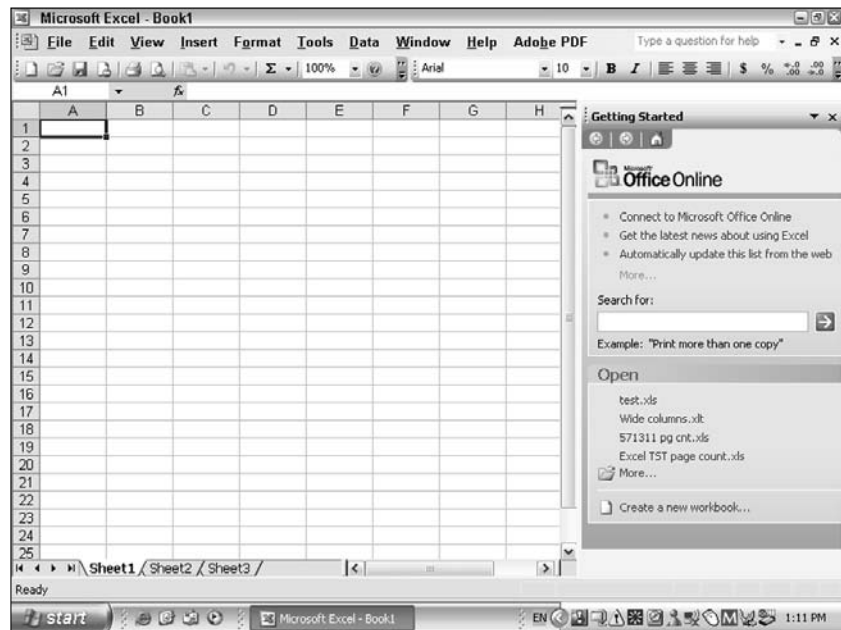 Microsoft Excel - Book1
File Edit View Insert Format Tools Data Window Help Adobe PDF Type a question for help
Σ 100% Arial 10 B I $ %
A1 fx
A B C D E F G H
1
2
3
4
5
6
7
8
9
10
11
12
13
14
15
16
17
18
19
20
21
22
23
24
25
Sheet1 Sheet2 Sheet3
Getting Started
Microsoft
Office Online
Connect to Microsoft Office Online
Get the latest news about using Excel
Automatically update this list from the web
More...
Search for:
Example: "Print more than one copy"
Open
test.xls
Wide columns.xlt
571311 pg cnt.xls
Excel TST page count.xls
More...
Create a new workbook...
Ready
start Microsoft Excel - Book1 EN 1:11 PM